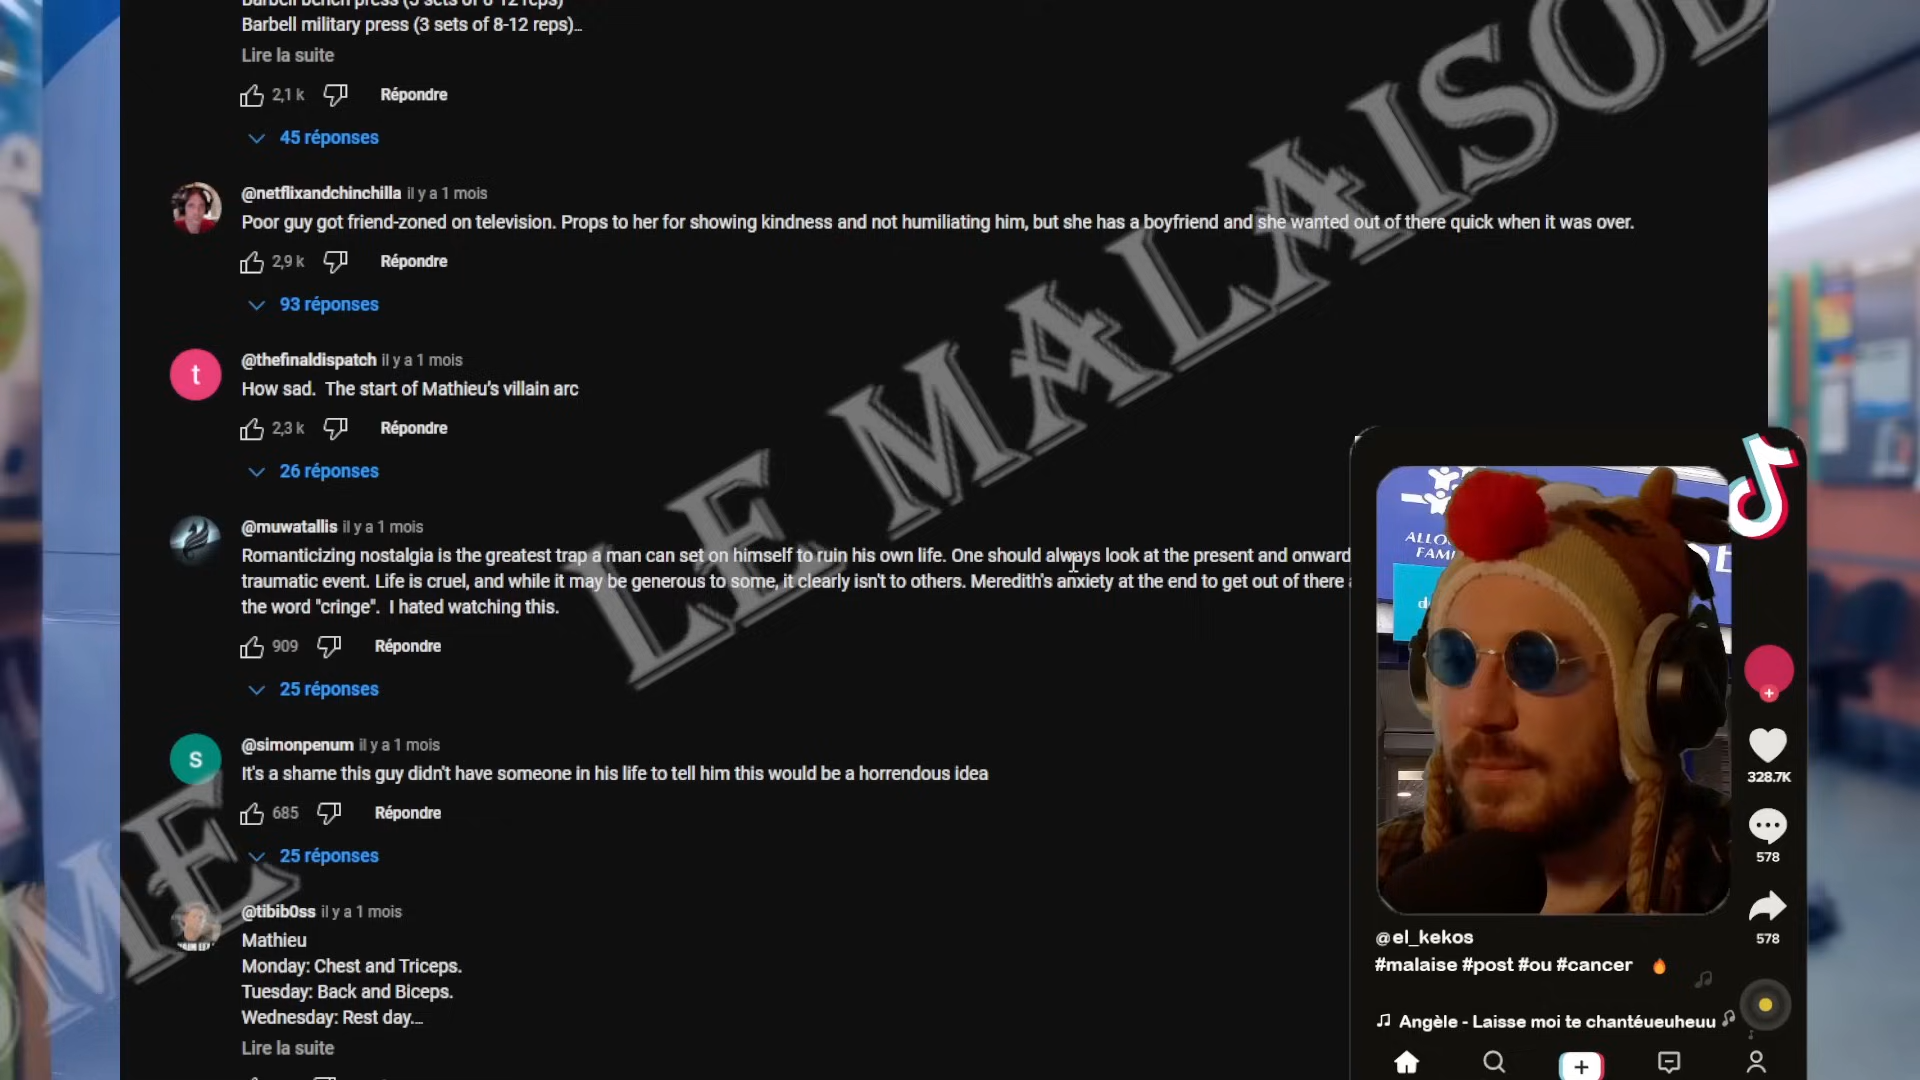 Barbell bench press (3 sets of 8-12 reps)
Barbell military press (3 sets of 8-12 reps)...
Lire la suite
2,1 k Répondre
45 réponses
@netflixandchinchilla il y a 1 mois
Poor guy got friend-zoned on television. Props to her for showing kindness and not humiliating him, but she has a boyfriend and she wanted out of there quick when it was over.
2,9 k Répondre
93 réponses
t
@thefinaldispatch il y a 1 mois
How sad. The start of Mathieu's villain arc
2,3 k Répondre
26 réponses
@muwatallis il y a 1 mois
Romanticizing nostalgia is the greatest trap a man can set on himself to ruin his own life. One should always look at the present and onward
traumatic event. Life is cruel, and while it may be generous to some, it clearly isn't to others. Meredith's anxiety at the end to get out of there
the word "cringe". I hated watching this.
909 Répondre
25 réponses
s
@simonpenum il y a 1 mois
It's a shame this guy didn't have someone in his life to tell him this would be a horrendous idea
685 Répondre
25 réponses
@tibib0ss il y a 1 mois
Mathieu
Monday: Chest and Triceps.
Tuesday: Back and Biceps.
Wednesday: Rest day...
Lire la suite
LE MALAISOD
ME
328.7K
578
578
@el_kekos
#malaise #post #ou #cancer
Angèle - Laisse moi te chantéueuheuu